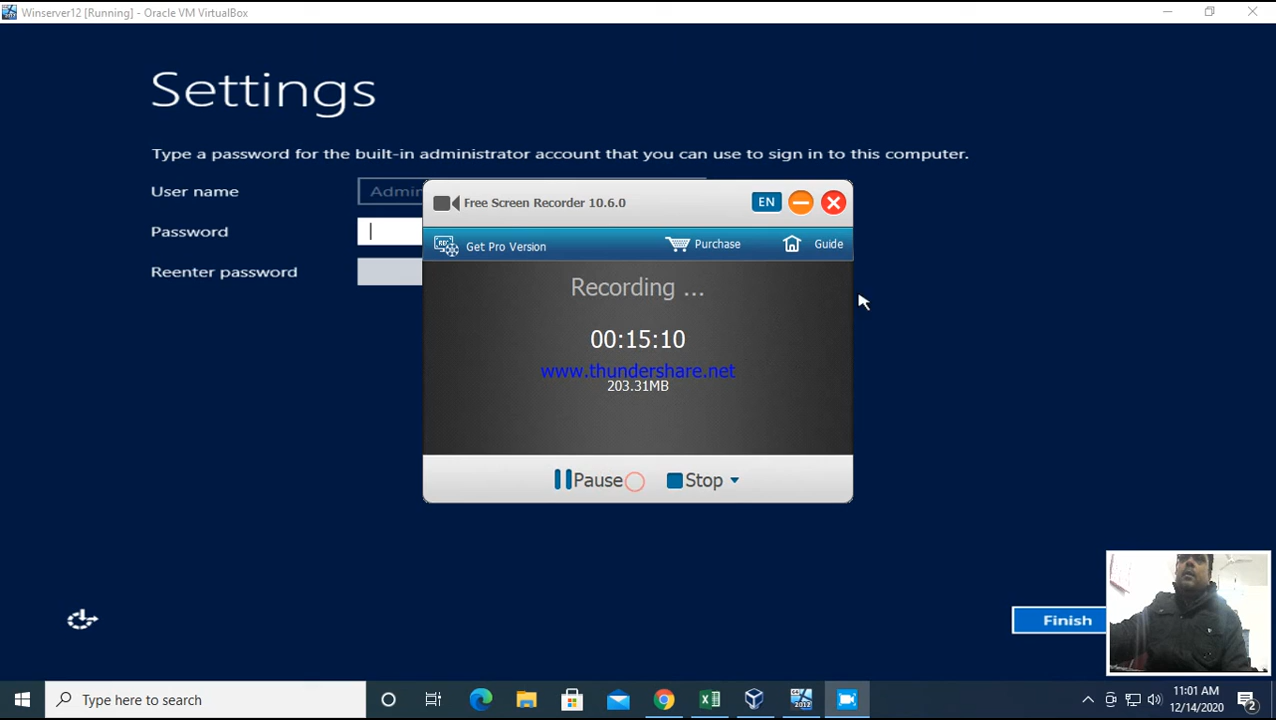 Winserver12 [Running] - Oracle VM VirtualBox
Settings
Type a password for the built-in administrator account that you can use to sign in to this computer.
User name
Admin
Password
Reenter password
Free Screen Recorder 10.6.0
EN
Get Pro Version
Purchase
Guide
Recording ...
00:15:10
www.thundershare.net
203.31MB
Pause
Stop
Finish
Type here to search
11:01 AM
12/14/2020
2